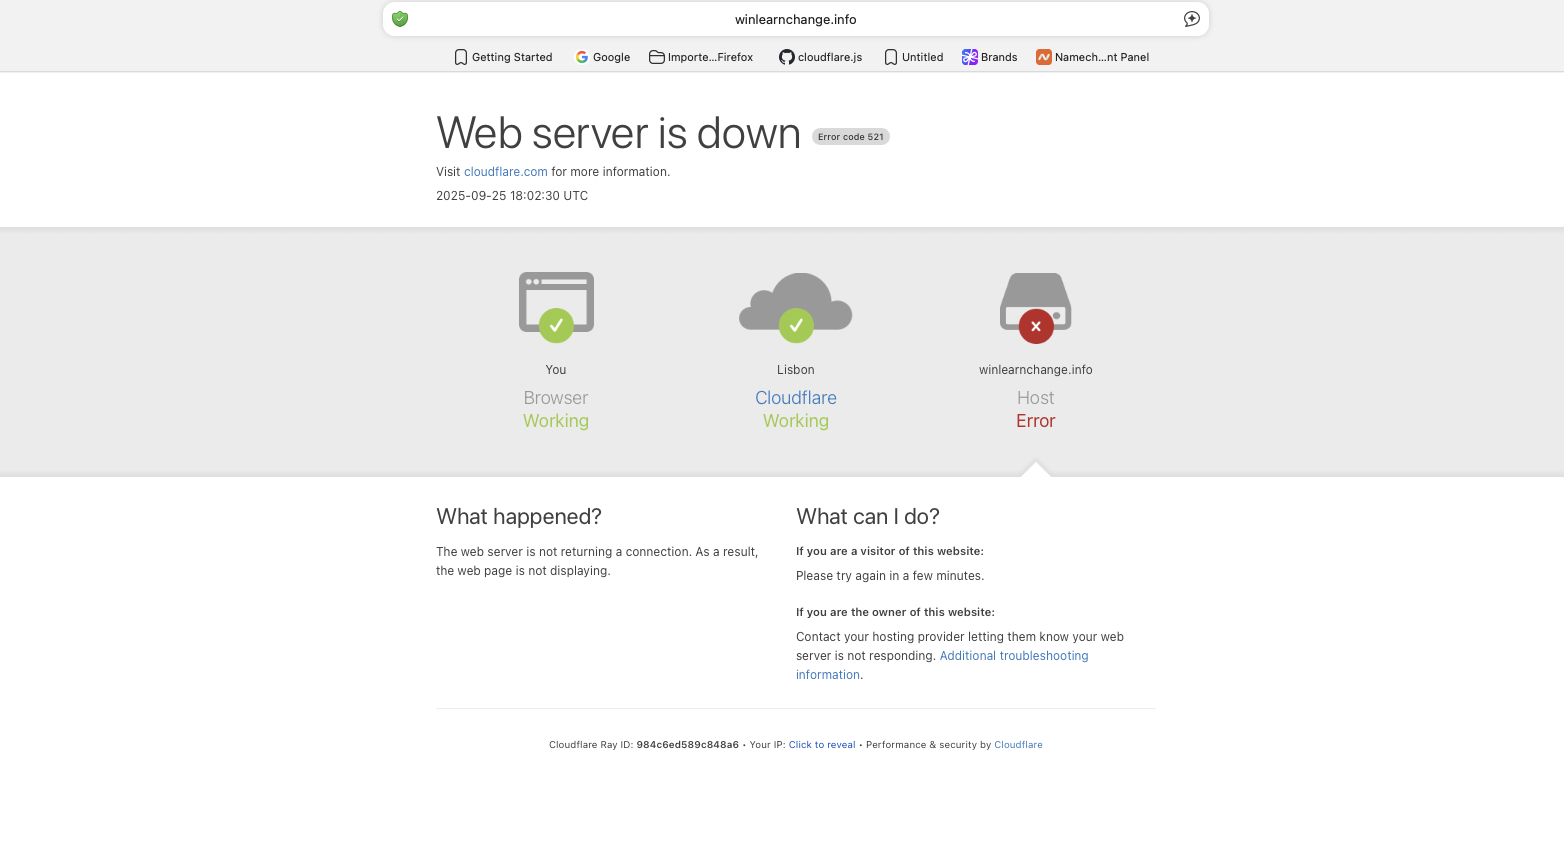 winlearnchange.info
Getting Started Google Importe...Firefox cloudflare.js Untitled Brands Namech...nt Panel
Web server is down Error code 521
Visit cloudflare.com for more information.
2025-09-25 18:02:30 UTC
You
Browser
Working
Lisbon
Cloudflare
Working
winlearnchange.info
Host
Error
What happened?
The web server is not returning a connection. As a result,
the web page is not displaying.
What can I do?
If you are a visitor of this website:
Please try again in a few minutes.
If you are the owner of this website:
Contact your hosting provider letting them know your web
server is not responding. Additional troubleshooting
information.
Cloudflare Ray ID: 984c6ed589c848a6 • Your IP: Click to reveal • Performance & security by Cloudflare